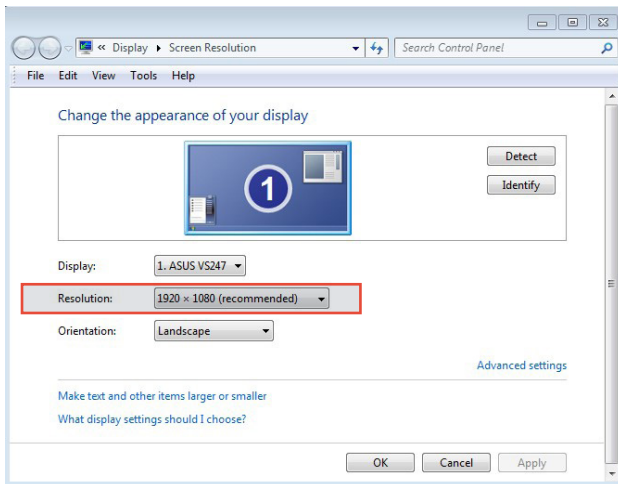 « Display ▸ Screen Resolution Search Control Panel
File Edit View Tools Help
Change the appearance of your display
1
Detect
Identify
Display: 1. ASUS VS247
Resolution: 1920 × 1080 (recommended)
Orientation: Landscape
Advanced settings
Make text and other items larger or smaller
What display settings should I choose?
OK Cancel Apply